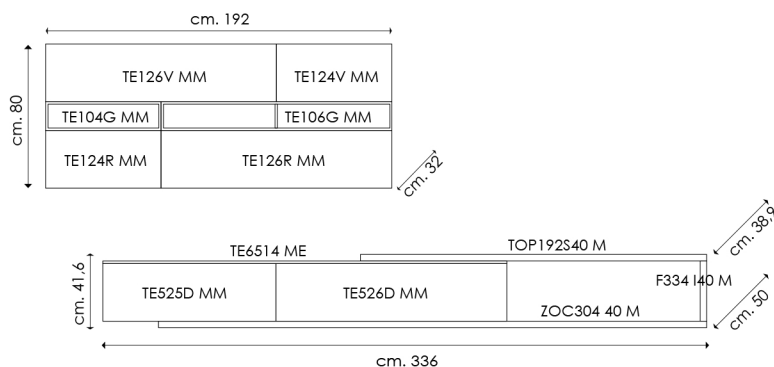 cm. 192
TE126V MM
TE124V MM
cm. 80
TE104G MM
TE106G MM
TE124R MM
TE126R MM
cm. 32
cm. 38,9
TE6514 ME
TOP192S40 M
cm. 41,6
TE525D MM
TE526D MM
F334 I40 M
ZOC304 40 M
cm. 50
cm. 336